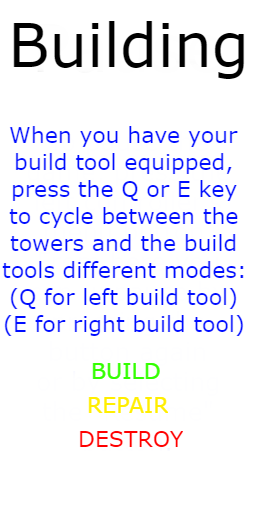 Building
When you have your
build tool equipped,
press the Q or E key
to cycle between the
towers and the build
tools different modes:
(Q for left build tool)
(E for right build tool)
BUILD
REPAIR
DESTROY